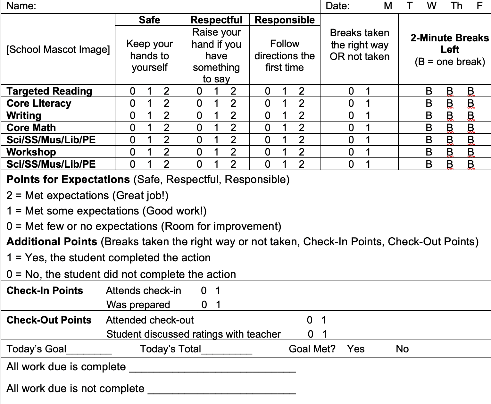 Name: Date: M T W Th F
Safe Respectful Responsible
[School Mascot Image]
Keep your hands to yourself
Raise your hand if you have something to say
Follow directions the first time
Breaks taken the right way OR not taken
2-Minute Breaks Left
(B = one break)
Targeted Reading 0 1 2 0 1 2 0 1 2 0 1 B B B
Core Literacy 0 1 2 0 1 2 0 1 2 0 1 B B B
Writing 0 1 2 0 1 2 0 1 2 0 1 B B B
Core Math 0 1 2 0 1 2 0 1 2 0 1 B B B
Sci/SS/Mus/Lib/PE 0 1 2 0 1 2 0 1 2 0 1 B B B
Workshop 0 1 2 0 1 2 0 1 2 0 1 B B B
Sci/SS/Mus/Lib/PE 0 1 2 0 1 2 0 1 2 0 1 B B B
Points for Expectations (Safe, Respectful, Responsible)
2 = Met expectations (Great job!)
1 = Met some expectations (Good work!)
0 = Met few or no expectations (Room for improvement)
Additional Points (Breaks taken the right way or not taken, Check-In Points, Check-Out Points)
1 = Yes, the student completed the action
0 = No, the student did not complete the action
Check-In Points Attends check-in 0 1
Was prepared 0 1
Check-Out Points Attended check-out 0 1
Student discussed ratings with teacher 0 1
Today's Goal________ Today's Total_________ Goal Met? Yes No
All work due is complete ____________________________
All work due is not complete _________________________